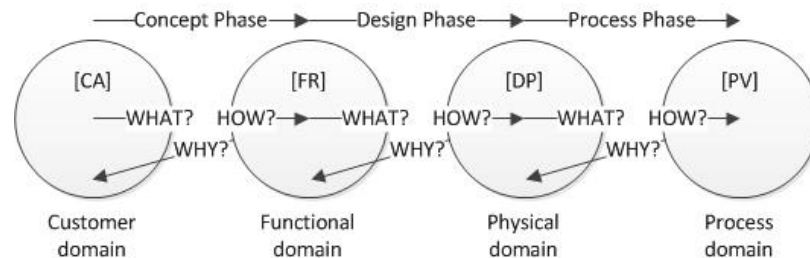 Concept Phase Design Phase Process Phase
[CA] [FR] [DP] [PV]
WHAT? HOW? WHAT? HOW? WHAT? HOW?
WHY? WHY? WHY?
Customer domain
Functional domain
Physical domain
Process domain